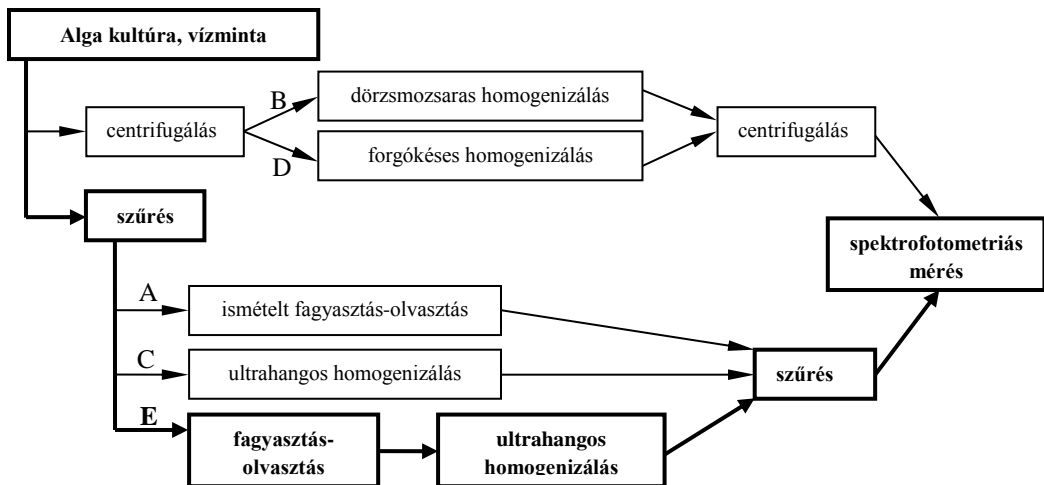 Alga kultúra, vízminta
B
dörzsmozsaras homogenizálás
centrifugálás
centrifugálás
D
forgókéses homogenizálás
szűrés
spektrofotometriás
mérés
A
ismételt fagyasztás-olvasztás
C
ultrahangos homogenizálás
szűrés
E
fagyasztás-
olvasztás
ultrahangos
homogenizálás